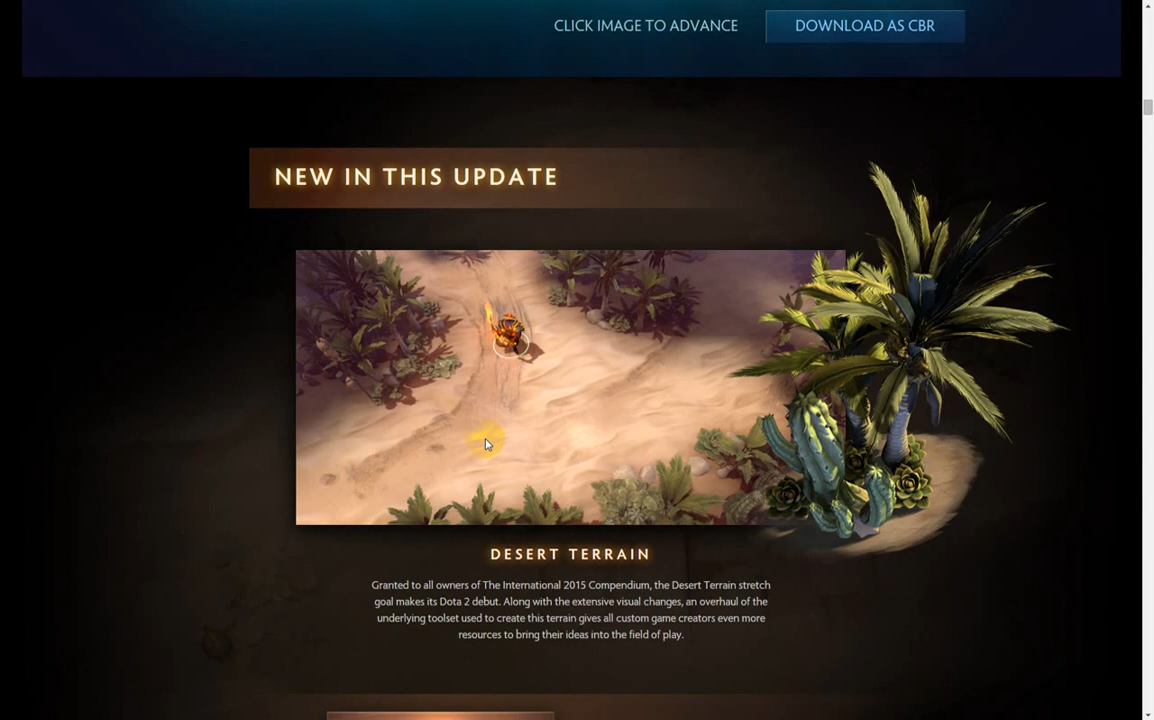 CLICK IMAGE TO ADVANCE
DOWNLOAD AS CBR
NEW IN THIS UPDATE
DESERT TERRAIN
Granted to all owners of The International 2015 Compendium, the Desert Terrain stretch
goal makes its Dota 2 debut. Along with the extensive visual changes, an overhaul of the
underlying toolset used to create this terrain gives all custom game creators even more
resources to bring their ideas into the field of play.